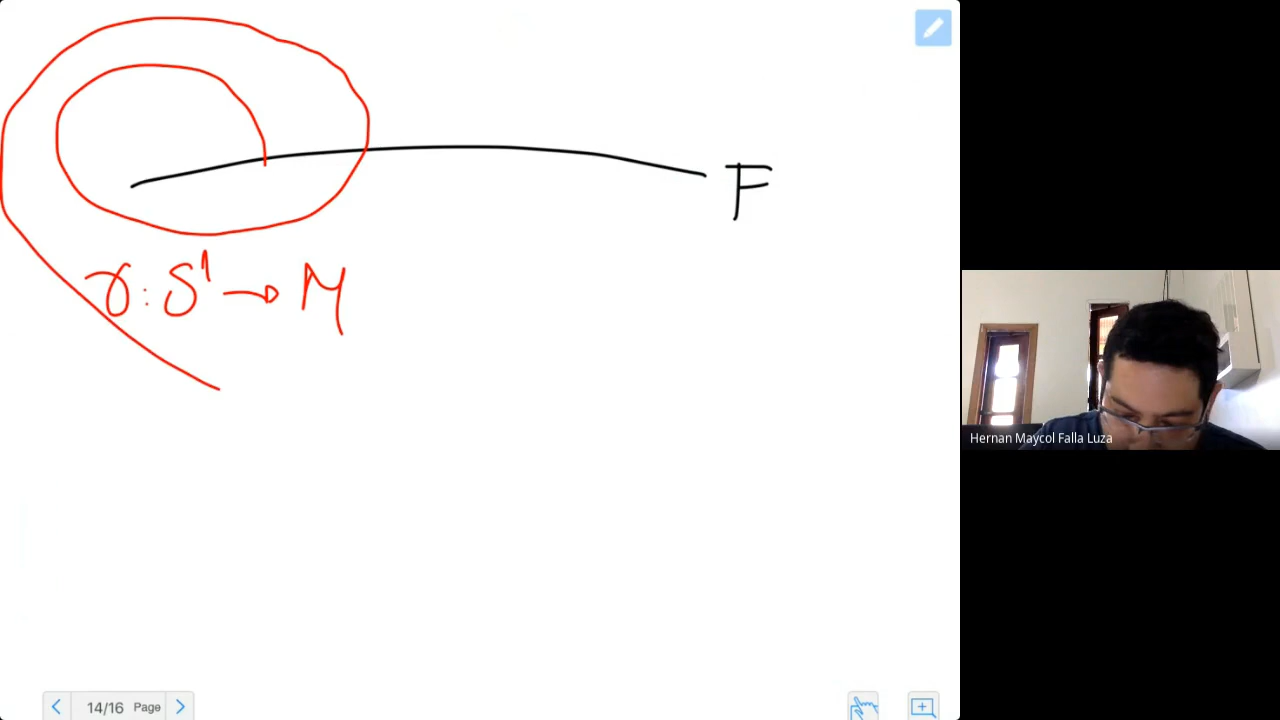 F
γ: S¹ → M
Hernan Maycol Falla Luza
14/16 Page